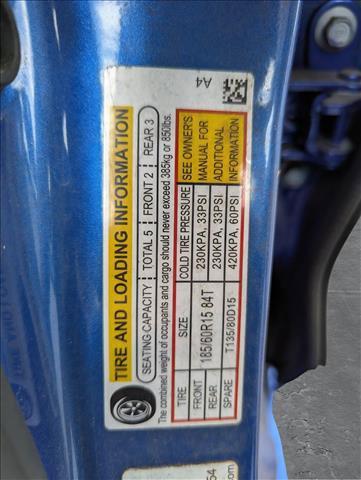 A4
TIRE AND LOADING INFORMATION
SEATING CAPACITY | TOTAL 5 | FRONT 2 | REAR 3
The combined weight of occupants and cargo should never exceed 385kg or 850lbs.
TIRE SIZE COLD TIRE PRESSURE SEE OWNER'S
FRONT 185/60R15 84T 230KPA, 33PSI MANUAL FOR
REAR 230KPA, 33PSI ADDITIONAL
SPARE T135/80D15 420KPA, 60PSI INFORMATION
54
.com